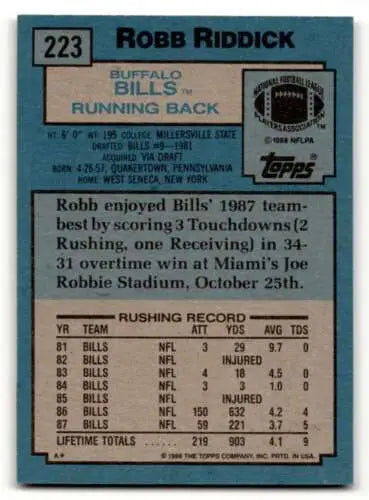 223
ROBB RIDDICK
BUFFALO
BILLS™
RUNNING BACK
NATIONAL FOOTBALL LEAGUE
PLAYERS ASSOCIATION
© 1988 NFLPA
TOPPS®
HT: 6' 0" WT: 195 COLLEGE: MILLERSVILLE STATE
DRAFTED: BILLS #9—1981
ACQUIRED: VIA DRAFT
BORN: 4-26-57, QUAKERTOWN, PENNSYLVANIA
HOME: WEST SENECA, NEW YORK
Robb enjoyed Bills' 1987 team-
best by scoring 3 Touchdowns (2
Rushing, one Receiving) in 34-
31 overtime win at Miami's Joe
Robbie Stadium, October 25th.
RUSHING RECORD
YR TEAM ATT YDS AVG TDS
81 BILLS NFL 3 29 9.7 0
82 BILLS NFL INJURED
83 BILLS NFL 4 18 4.5 0
84 BILLS NFL 3 3 1.0 0
85 BILLS NFL INJURED
86 BILLS NFL 150 632 4.2 4
87 BILLS NFL 59 221 3.7 5
LIFETIME TOTALS 219 903 4.1 9
A* © 1988 THE TOPPS COMPANY, INC. PRTD. IN USA.